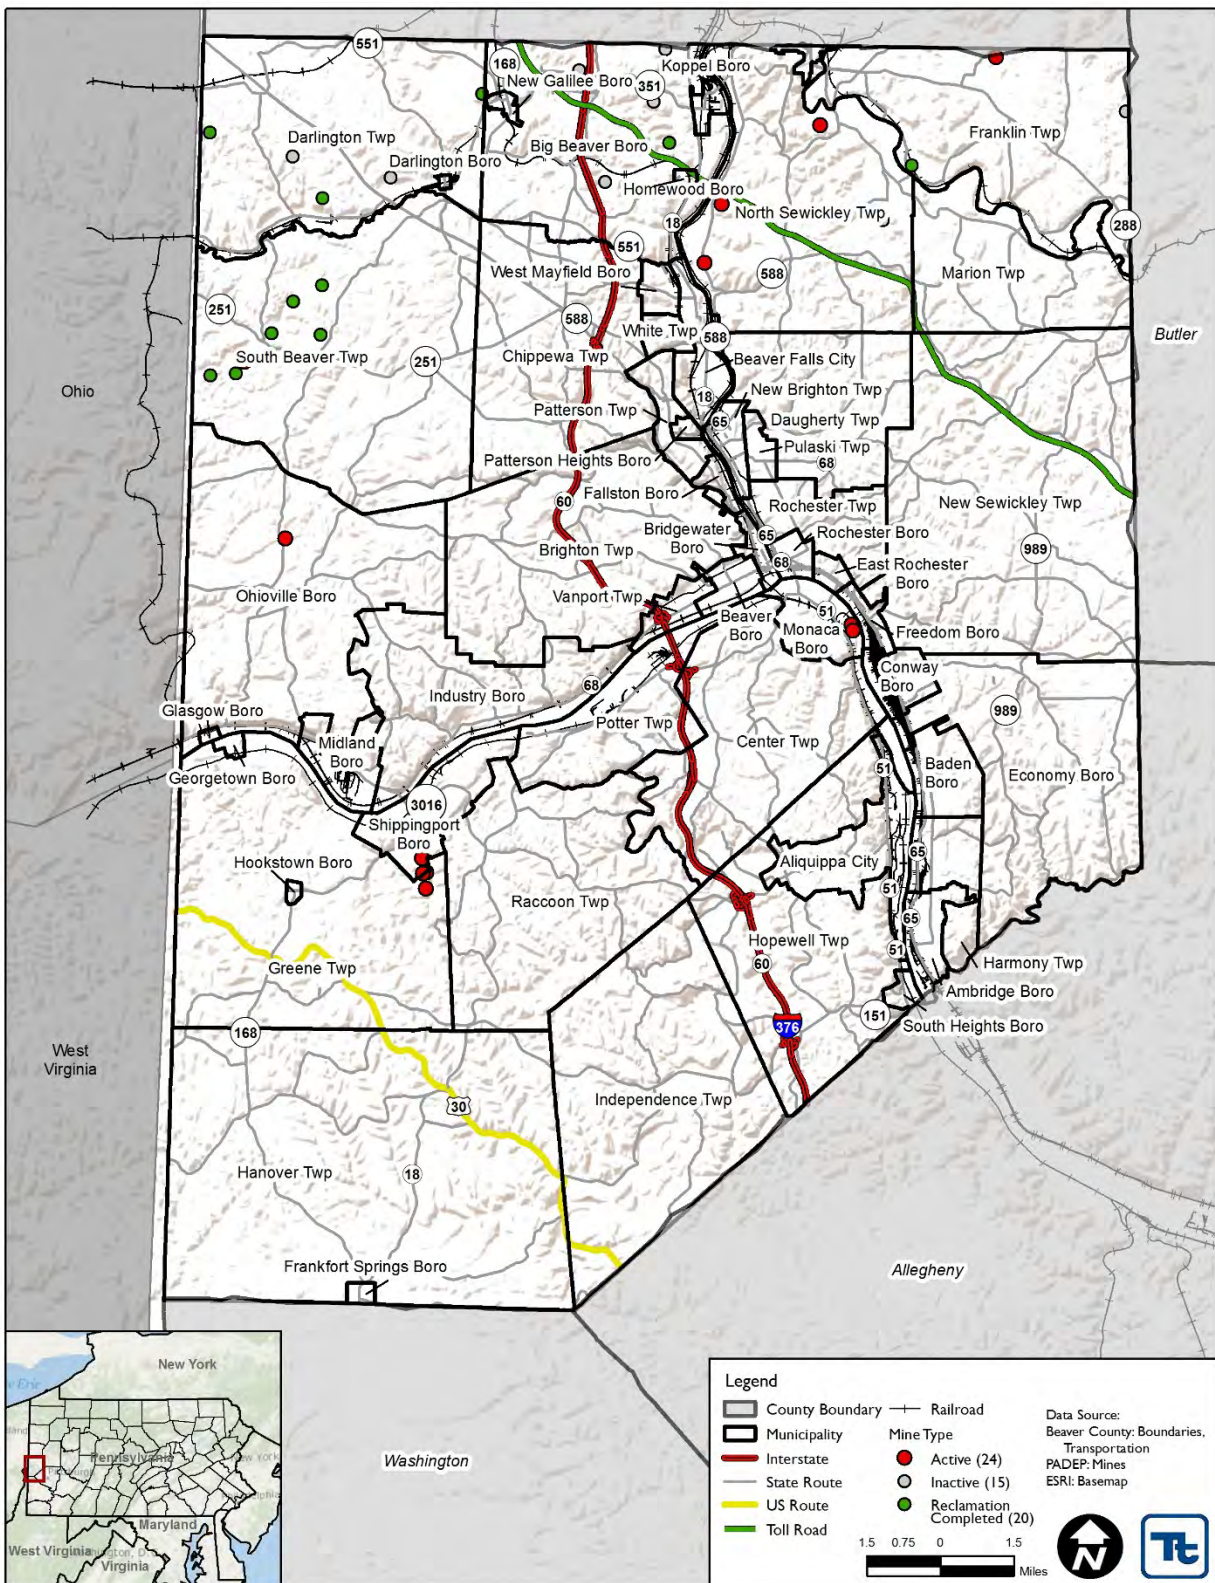 551
168
Koppel Boro
New Galilee Boro
351
Darlington Twp
Franklin Twp
Big Beaver Boro
Darlington Boro
Homewood Boro
North Sewickley Twp
18
288
551
West Mayfield Boro
588
Marion Twp
251
588
White Twp
588
Butler
South Beaver Twp
251
Chippewa Twp
Beaver Falls City
Ohio
18
New Brighton Twp
Patterson Twp
65
Daugherty Twp
Pulaski Twp
Patterson Heights Boro
68
Fallston Boro
60
Rochester Twp
New Sewickley Twp
Bridgewater
Boro
65
Rochester Boro
989
Brighton Twp
68
East Rochester
Boro
Ohioville Boro
Vanport Twp
Beaver
Boro
51
Monaca
Boro
Freedom Boro
Conway
Boro
Industry Boro
68
Glasgow Boro
Potter Twp
989
Midland
Boro
Center Twp
Georgetown Boro
51
Baden
Boro
Economy Boro
3016
Shippingport
Boro
65
Hookstown Boro
Aliquippa City
51
Raccoon Twp
65
Hopewell Twp
51
Greene Twp
60
Harmony Twp
Ambridge Boro
151
South Heights Boro
376
168
West
Virginia
30
Independence Twp
Hanover Twp
18
Frankfort Springs Boro
Allegheny
Washington
New York
Pennsylvania
Maryland
West Virginia
Virginia
Legend
County Boundary
Municipality
Interstate
State Route
US Route
Toll Road
Railroad
Mine Type
Active (24)
Inactive (15)
Reclamation
Completed (20)
Data Source:
Beaver County: Boundaries,
Transportation
PADEP: Mines
ESRI: Basemap
1.5 0.75 0 1.5
Miles
N
Tt